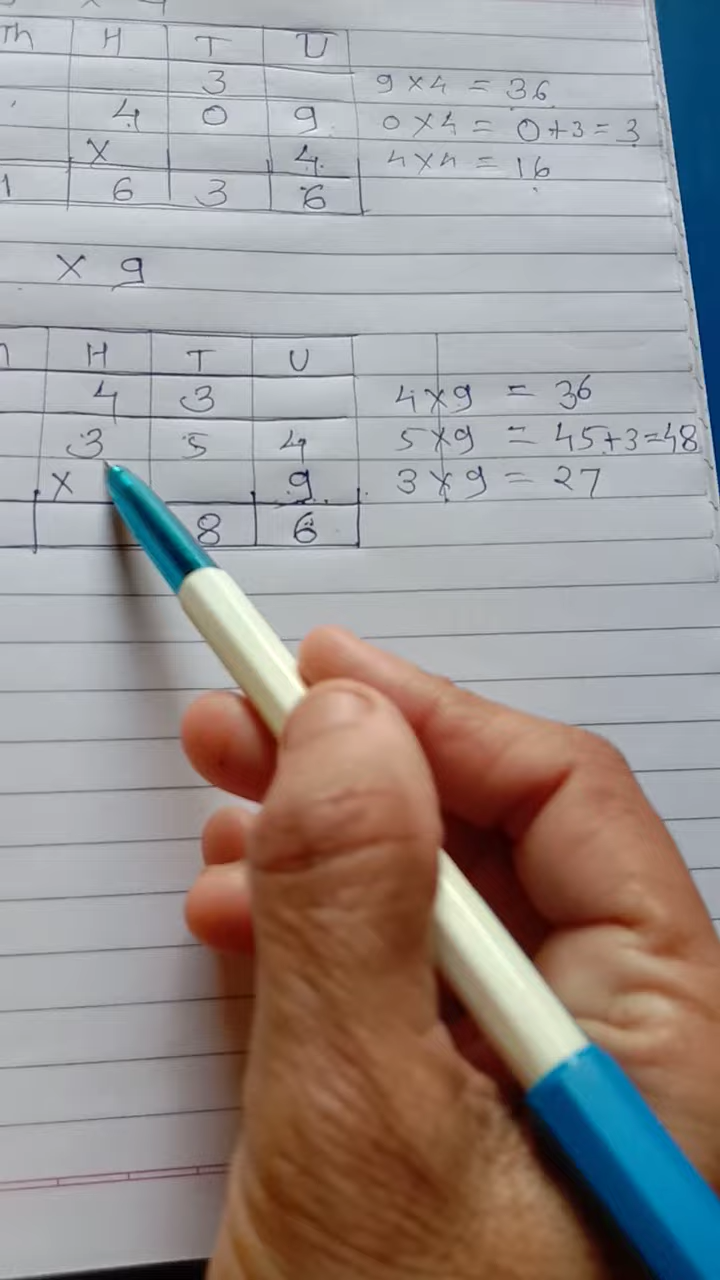 Th H T U
3 9 × 4 = 36
4 0 9 0 × 4 = 0 + 3 = 3
× 4 4 × 4 = 16
1 6 3 6
× 9
H T U
4 3 4 × 9 = 36
3 5 4 5 × 9 = 45 + 3 = 48
× 9 3 × 9 = 27
8 6